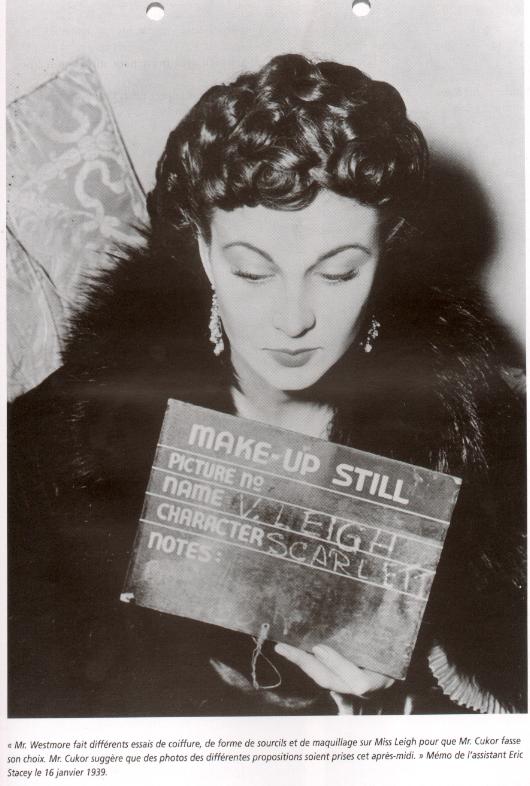 MAKE-UP STILL
PICTURE Nº
NAME V. LEIGH
CHARACTER SCARLETT
NOTES:
« Mr. Westmore fait différents essais de coiffure, de forme de sourcils et de maquillage sur Miss Leigh pour que Mr. Cukor fasse
son choix. Mr. Cukor suggère que des photos des différentes propositions soient prises cet après-midi. » Mémo de l'assistant Eric
Stacey le 16 janvier 1939.